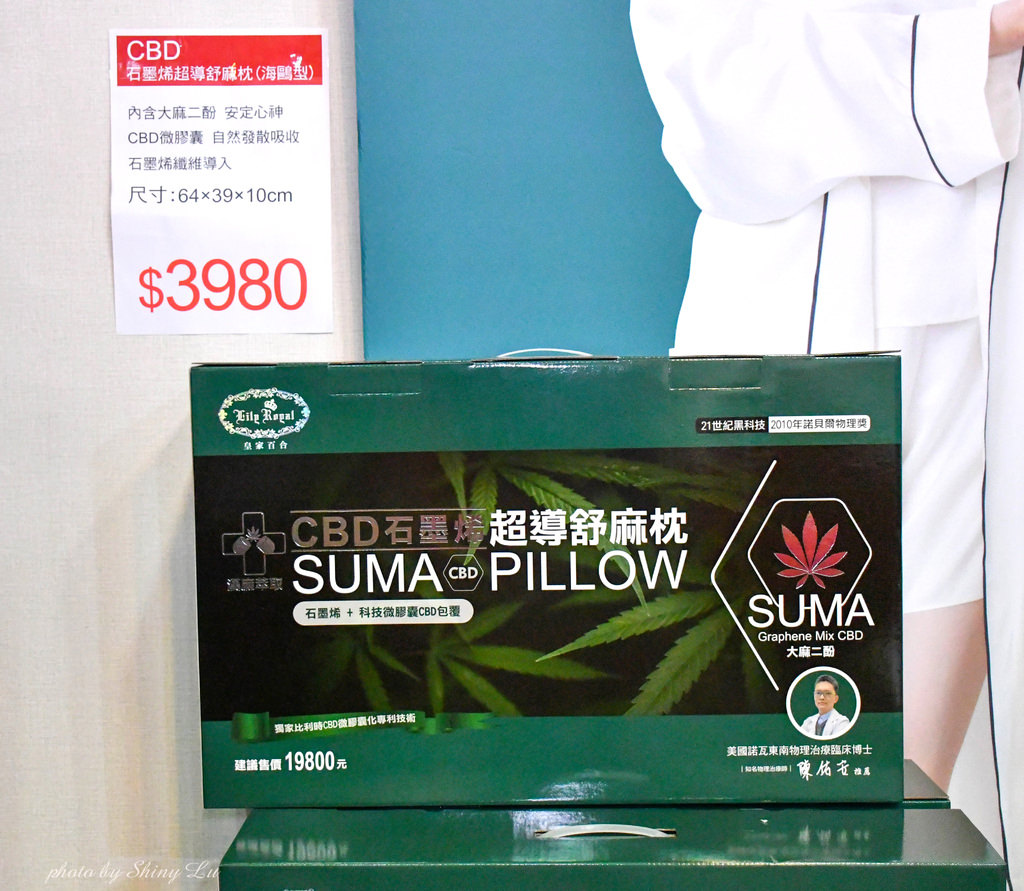 CBD
石墨烯超導舒麻枕(海鷗型)
內含大麻二酚 安定心神
CBD微膠囊 自然發散吸收
石墨烯纖維導入
尺寸:64×39×10cm
$3980
Lily Royal
皇家百合
21世紀黑科技 2010年諾貝爾物理獎
CBD石墨烯超導舒麻枕
SUMA CBD PILLOW
漢麻萃取
石墨烯 + 科技微膠囊CBD包覆
SUMA
Graphene Mix CBD
大麻二酚
獨家比利時CBD微膠囊化專利技術
建議售價19800元
美國諾瓦東南物理治療臨床博士
|知名物理治療師| 陳佑 推薦
photo by Shiny Lu